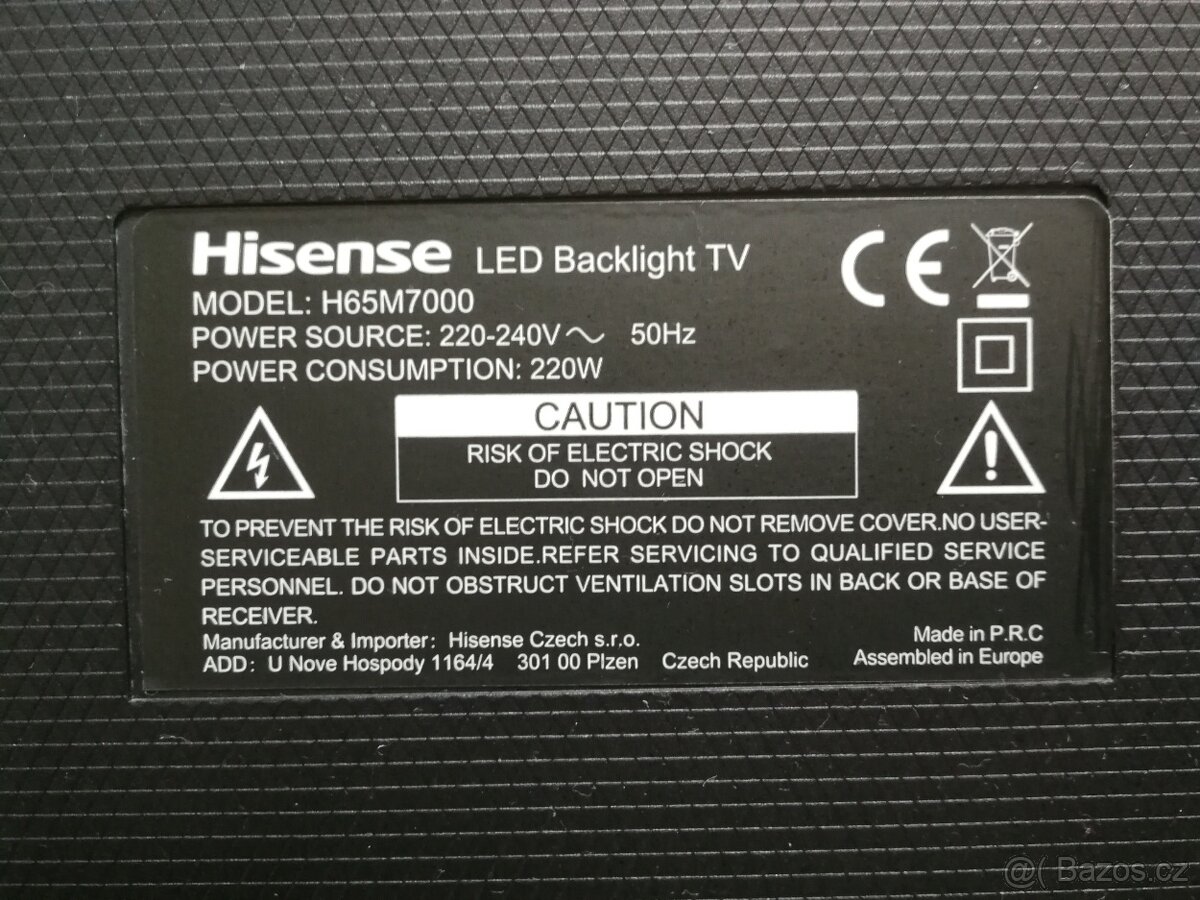 Hisense LED Backlight TV
MODEL: H65M7000
POWER SOURCE: 220-240V～ 50Hz
POWER CONSUMPTION: 220W
CE
CAUTION
RISK OF ELECTRIC SHOCK
DO NOT OPEN
TO PREVENT THE RISK OF ELECTRIC SHOCK DO NOT REMOVE COVER.NO USER-
SERVICEABLE PARTS INSIDE.REFER SERVICING TO QUALIFIED SERVICE
PERSONNEL. DO NOT OBSTRUCT VENTILATION SLOTS IN BACK OR BASE OF
RECEIVER.
Manufacturer & Importer: Hisense Czech s.r.o.
ADD: U Nove Hospody 1164/4 301 00 Plzen Czech Republic
Made in P.R.C
Assembled in Europe
@( Bazos.cz